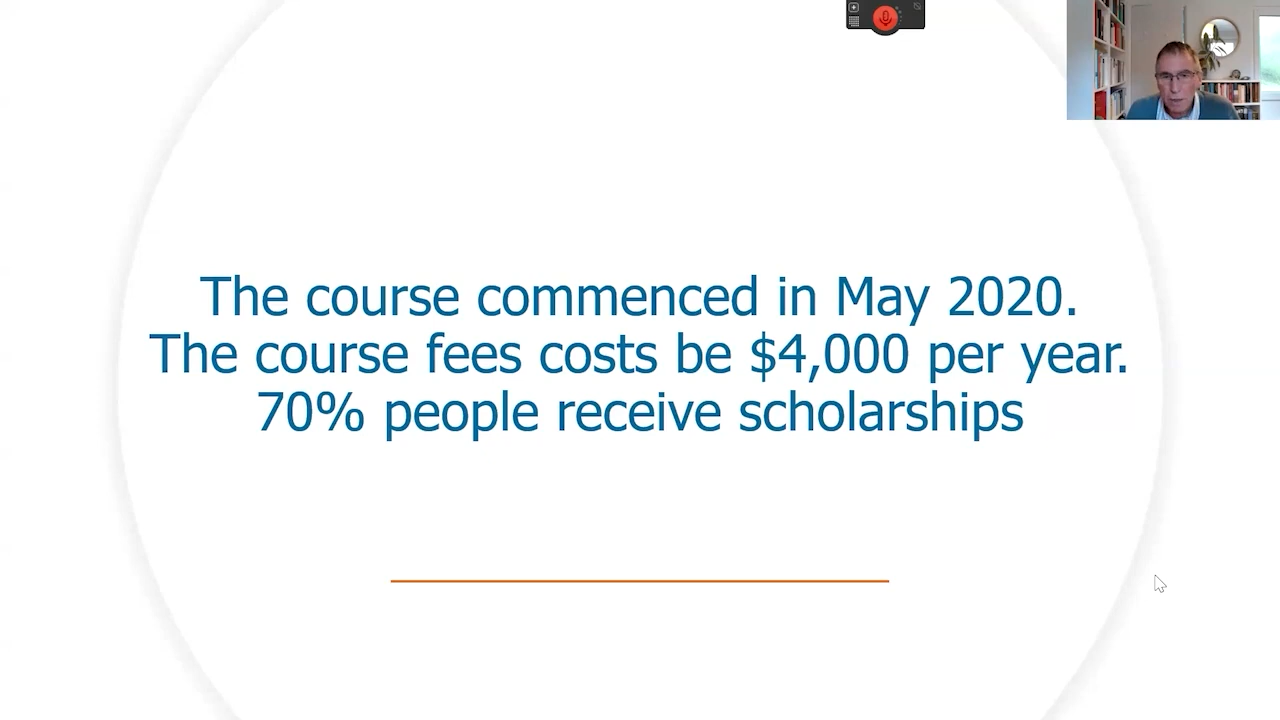 The course commenced in May 2020.
The course fees costs be $4,000 per year.
70% people receive scholarships